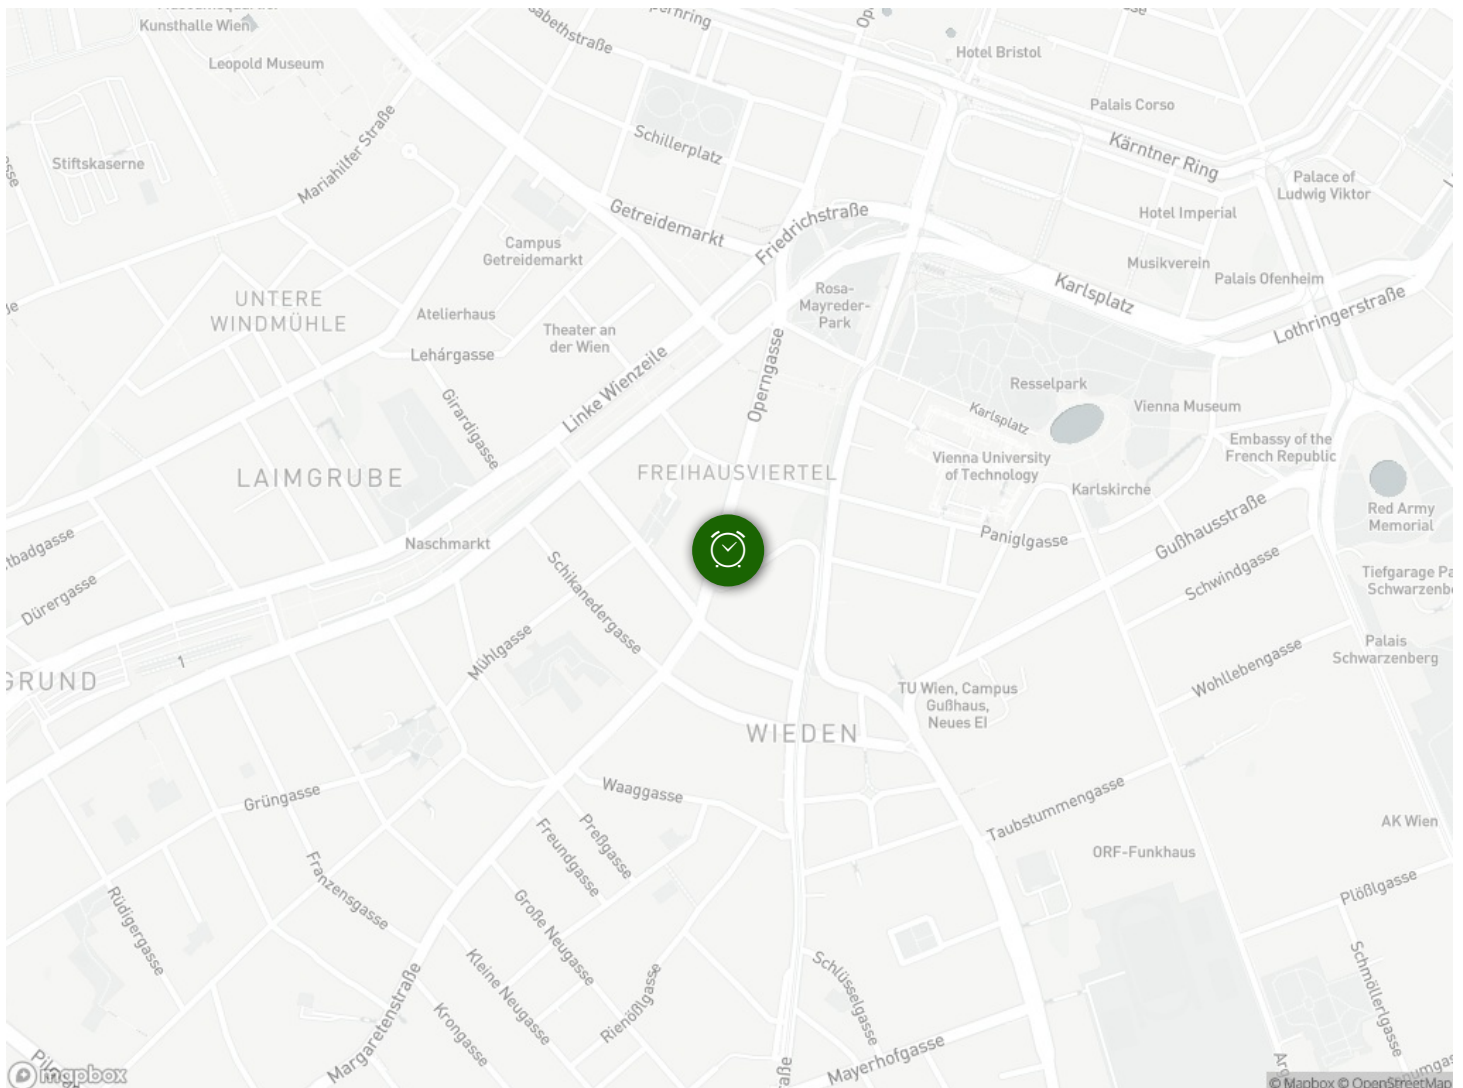 Kunsthalle Wien
Leopold Museum
Hotel Bristol
Palais Corso
Kärntner Ring
Schillerplatz
Stiftskaserne
Mariahilfer Straße
Palace of
Ludwig Viktor
Getreidemarkt
Friedrichstraße
Hotel Imperial
Campus
Getreidemarkt
Musikverein
Palais Ofenheim
Karlsplatz
Rosa-
Mayreder-
Park
UNTERE
WINDMÜHLE
Atelierhaus
Theater an
der Wien
Lothringerstraße
Lehárgasse
Linke Wienzeile
Operngasse
Resselpark
Girardigasse
Karlsplatz
Vienna Museum
Embassy of the
French Republic
Vienna University
of Technology
LAIMGRUBE
FREIHAUSVIERTEL
Karlskirche
Red Army
Memorial
Gußhausstraße
Paniglgasse
Naschmarkt
Schikanedergasse
Schwindgasse
Dürergasse
Tiefgarage Pa
Schwarzenb
Mühlgasse
Palais
Schwarzenberg
Wohllebengasse
GRUND
1
TU Wien, Campus
Gußhaus,
Neues EI
WIEDEN
Waaggasse
Grüngasse
Taubstummengasse
AK Wien
Preßgasse
Freundgasse
ORF-Funkhaus
Franzensgasse
Plößlgasse
Rüdigergasse
Große Neugasse
Kleine Neugasse
Schlüsselgasse
Schmöllerlgasse
Rienößlgasse
Margaretenstraße
Krongasse
Mayerhofgasse
mapbox
© Mapbox © OpenStreetMap